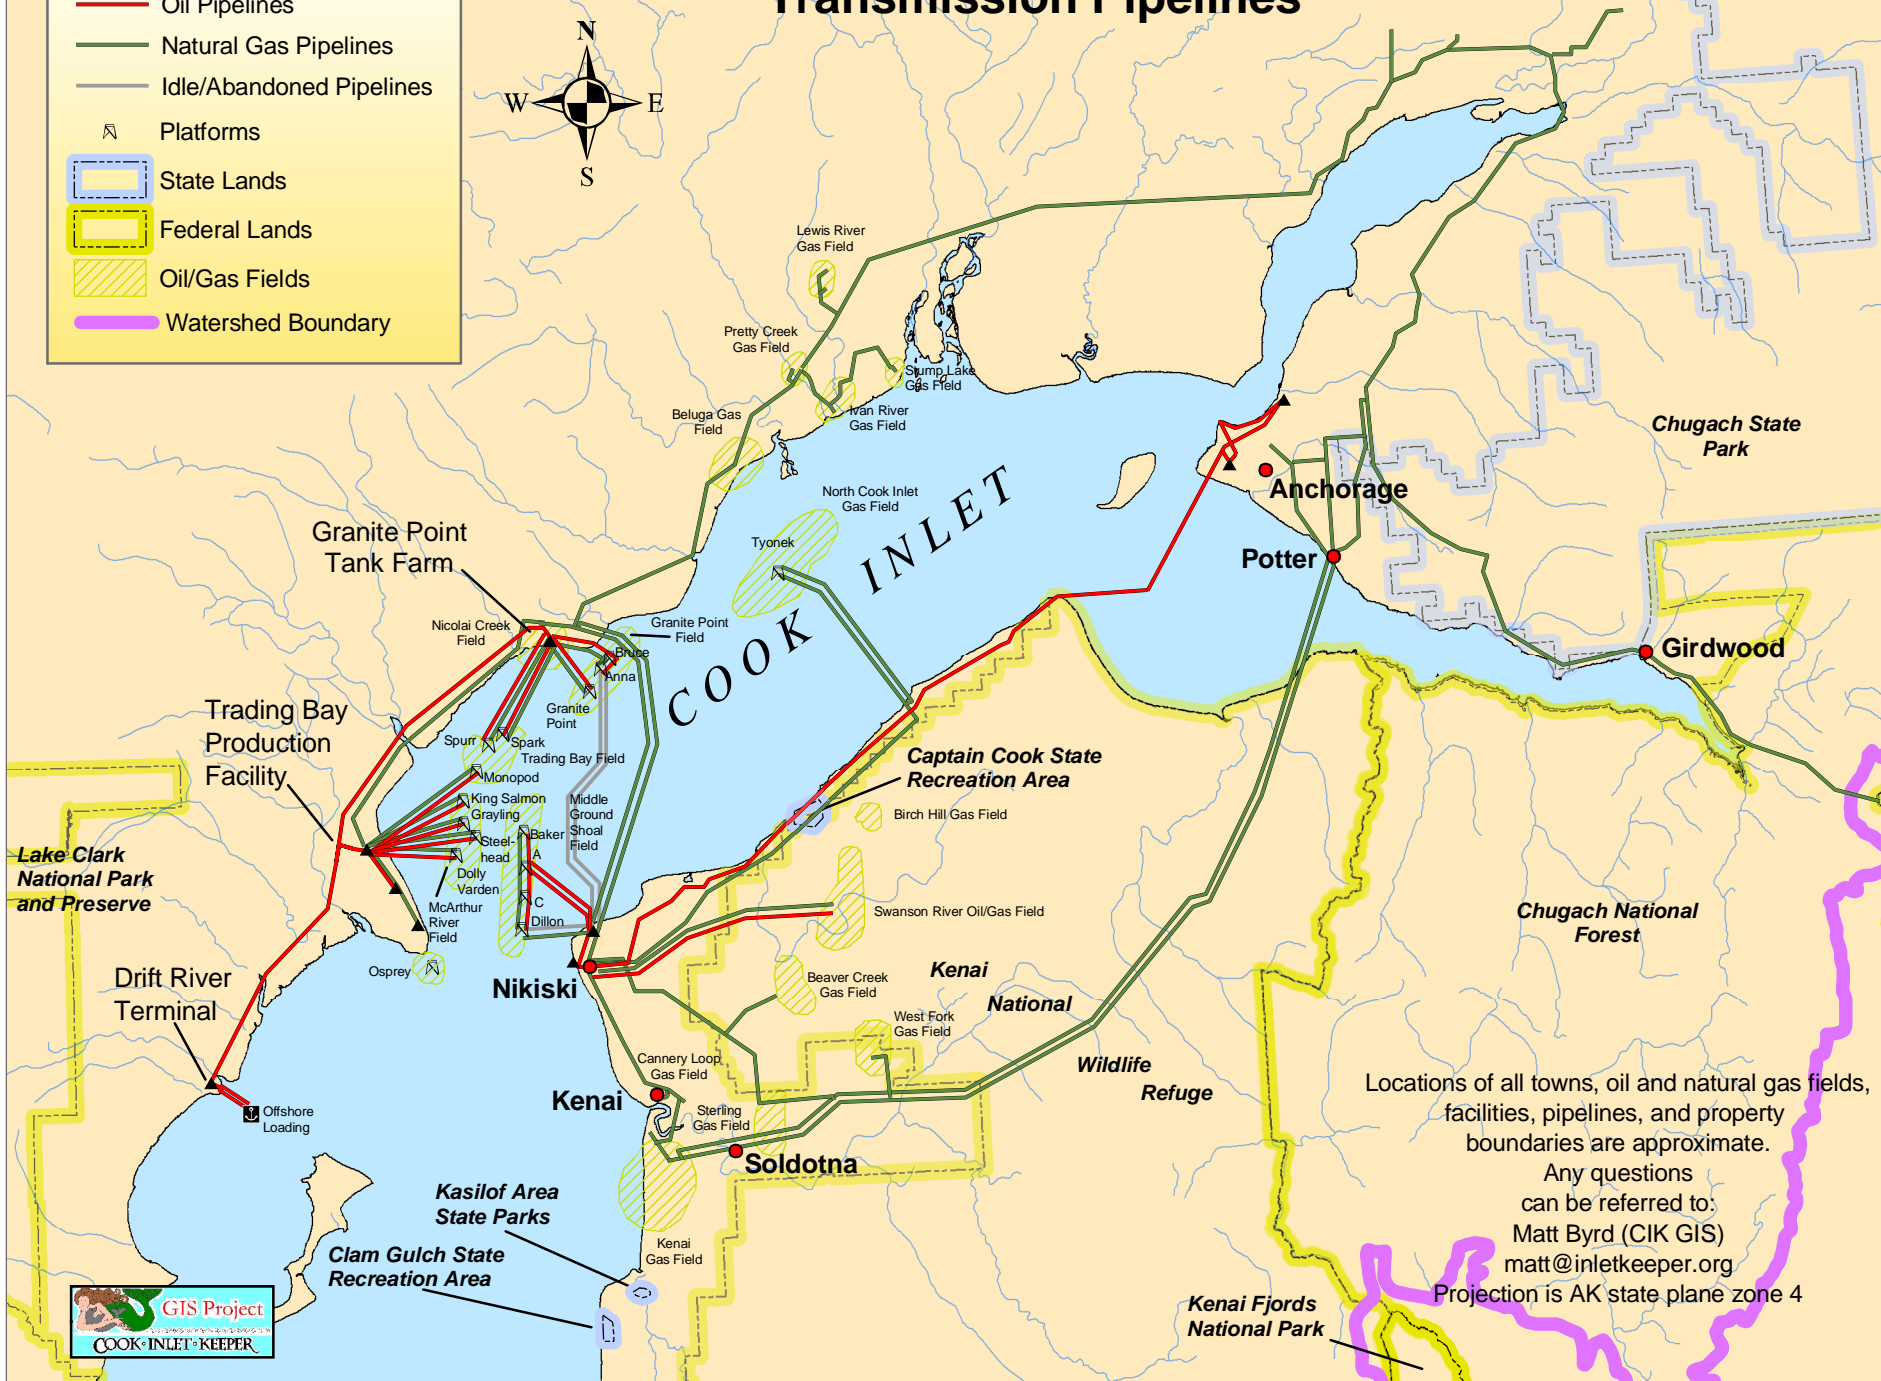 Transmission Pipelines
Oil Pipelines
Natural Gas Pipelines
Idle/Abandoned Pipelines
Platforms
State Lands
Federal Lands
Oil/Gas Fields
Watershed Boundary
N
W
E
S
Lewis River
Gas Field
Pretty Creek
Gas Field
Stump Lake
Gas Field
Ivan River
Gas Field
Beluga Gas
Field
Chugach State
Park
Anchorage
North Cook Inlet
Gas Field
Tyonek
COOK INLET
Potter
Granite Point
Tank Farm
Nicolai Creek
Field
Granite Point
Field
Bruce
Anna
Granite
Point
Girdwood
Trading Bay
Production
Facility
Spurr
Spark
Trading Bay Field
Monopod
King Salmon
Grayling
Steel-
head
Dolly
Varden
McArthur
River
Field
Middle
Ground
Shoal
Field
Baker
A
C
Dillon
Captain Cook State
Recreation Area
Birch Hill Gas Field
Lake Clark
National Park
and Preserve
Swanson River Oil/Gas Field
Chugach National
Forest
Osprey
Drift River
Terminal
Nikiski
Beaver Creek
Gas Field
Kenai
National
Wildlife
Refuge
West Fork
Gas Field
Cannery Loop
Gas Field
Kenai
Sterling
Gas Field
Offshore
Loading
Soldotna
Locations of all towns, oil and natural gas fields,
facilities, pipelines, and property
boundaries are approximate.
Any questions
can be referred to:
Matt Byrd (CIK GIS)
matt@inletkeeper.org
Projection is AK state plane zone 4
Kasilof Area
State Parks
Kenai
Gas Field
Clam Gulch State
Recreation Area
Kenai Fjords
National Park
GIS Project
COOK•INLET•KEEPER